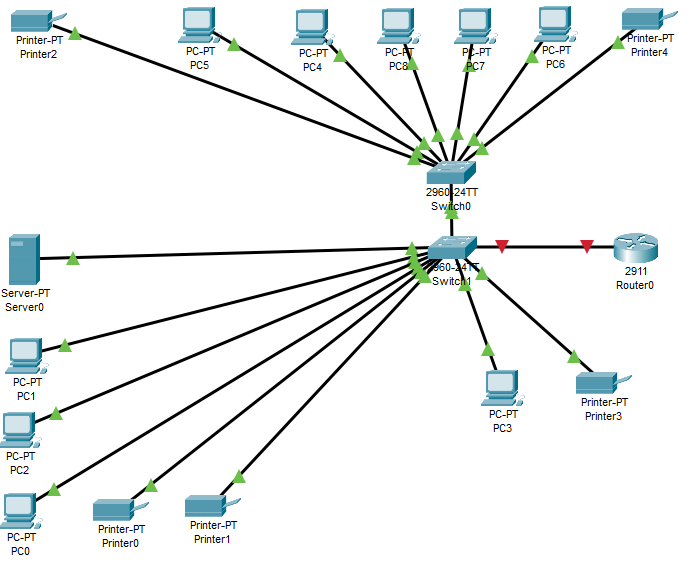 Printer-PT
Printer2
PC-PT
PC5
PC-PT
PC4
PC-PT
PC8
PC-PT
PC7
PC-PT
PC6
Printer-PT
Printer4
2960-24TT
Switch0
2960-24TT
Switch1
2911
Router0
Server-PT
Server0
PC-PT
PC1
PC-PT
PC3
Printer-PT
Printer3
PC-PT
PC2
PC-PT
PC0
Printer-PT
Printer0
Printer-PT
Printer1